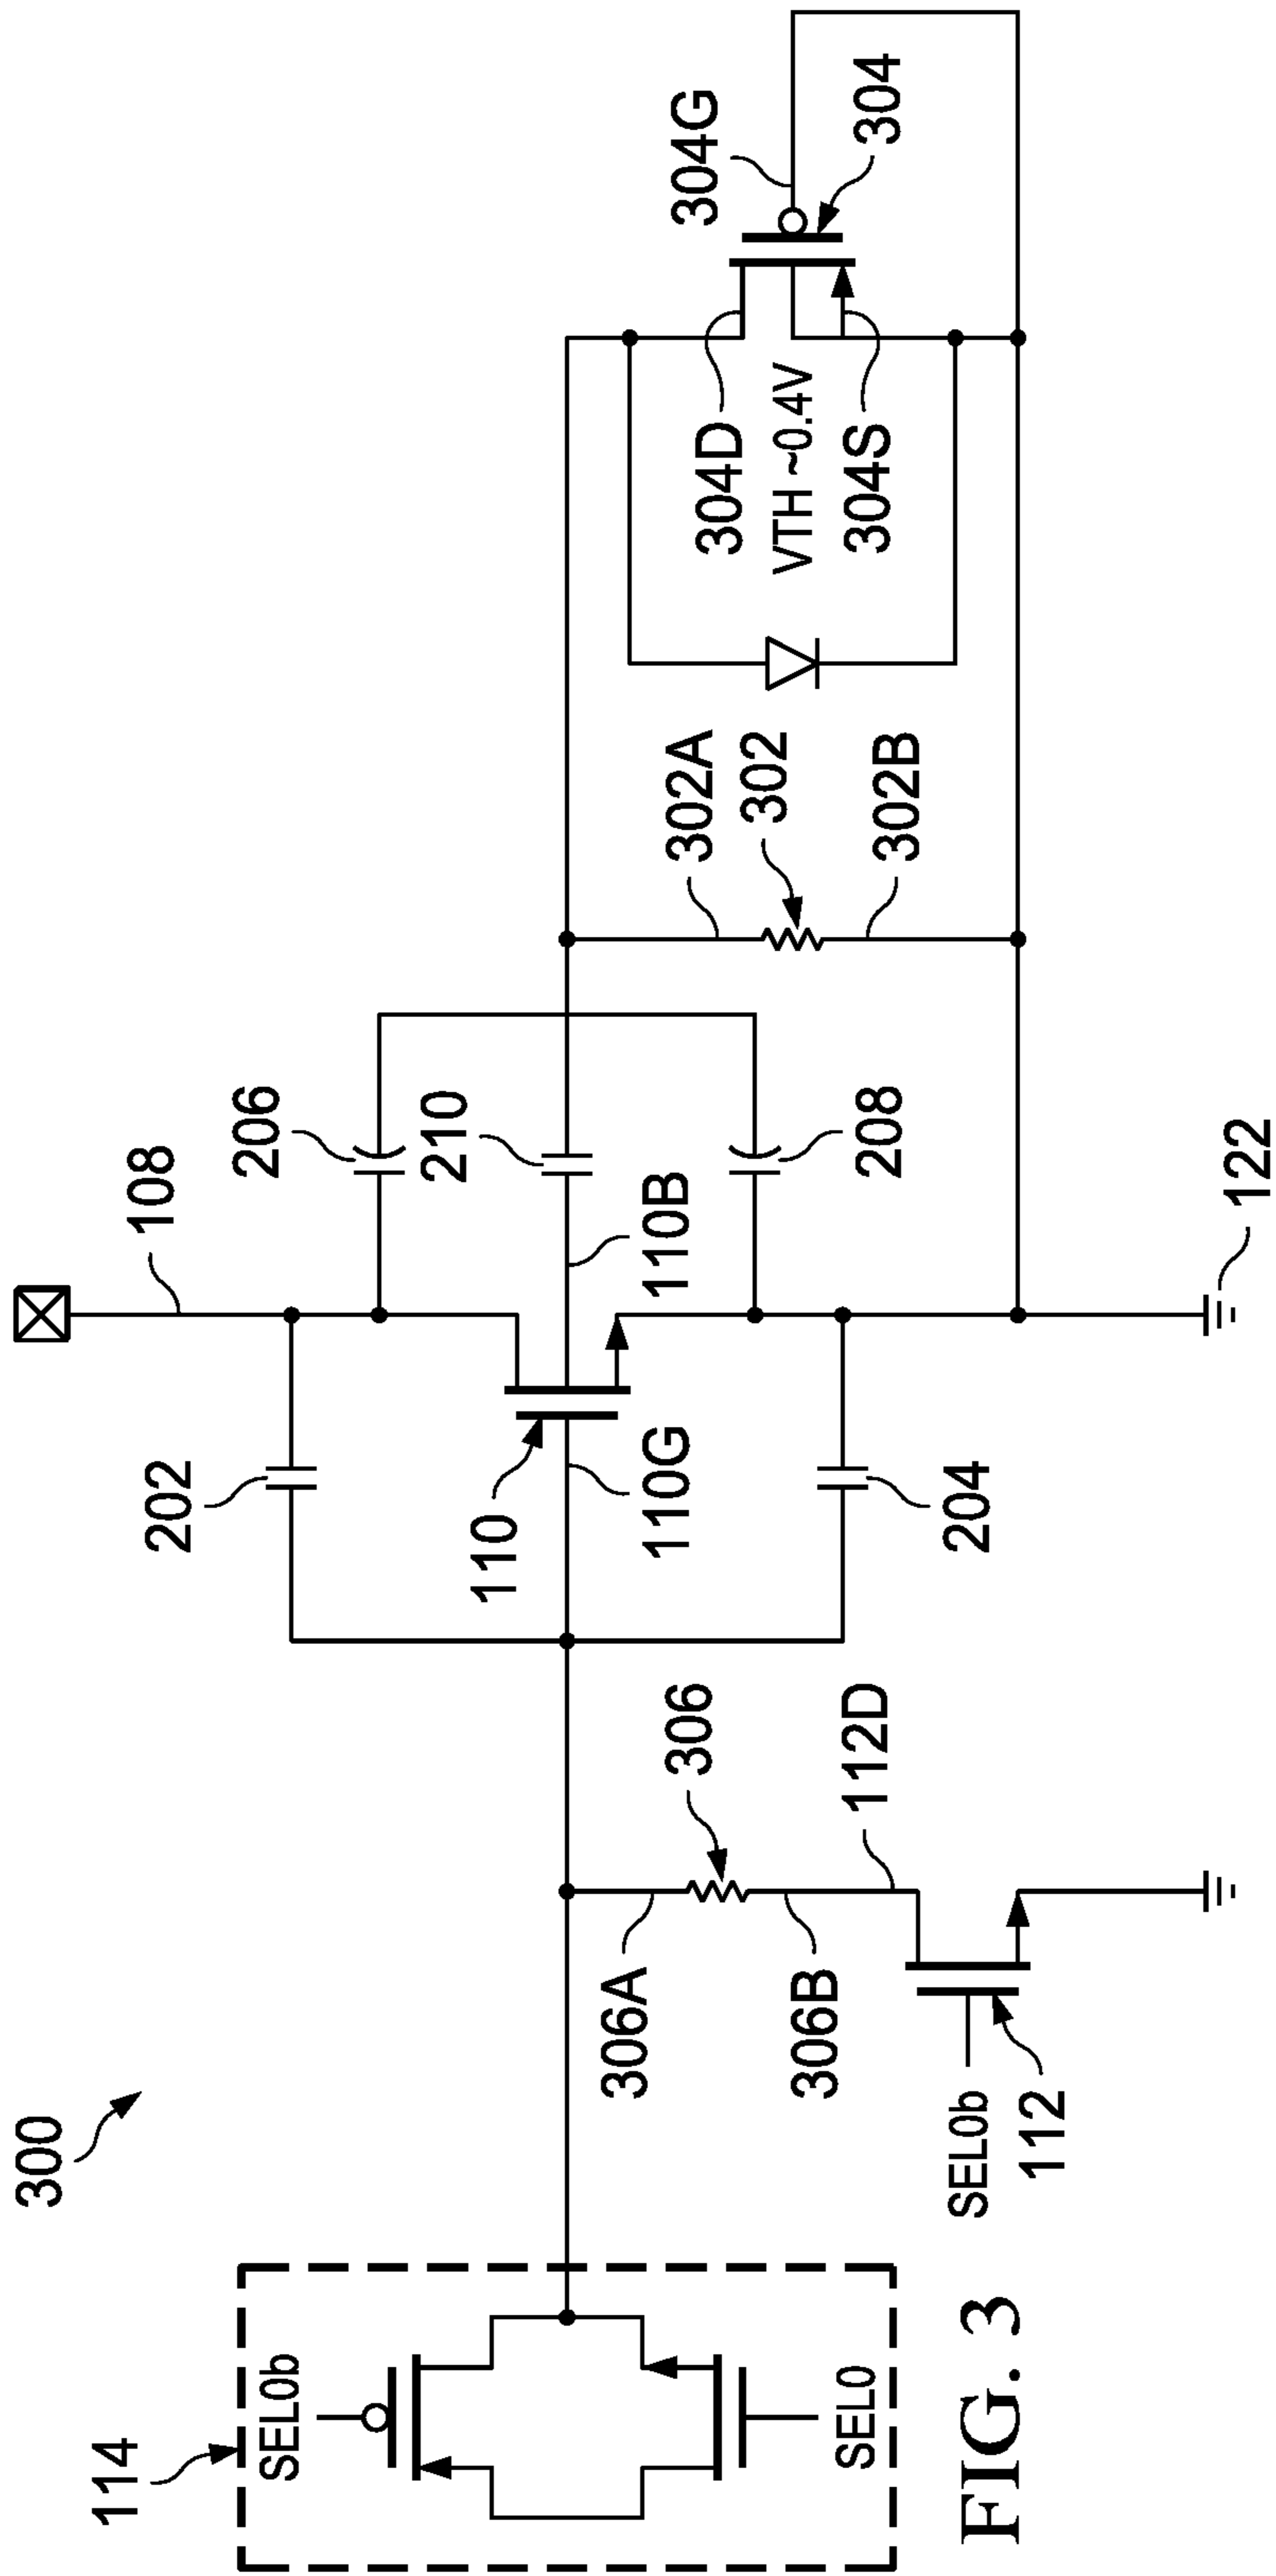 300
114
SEL0b
SEL0
306A
306
306B
112D
SEL0b
112
202
110
110G
204
108
206
210
110B
208
122
302A
302
302B
304G
304
304D
VTH ~0.4V
304S
FIG. 3